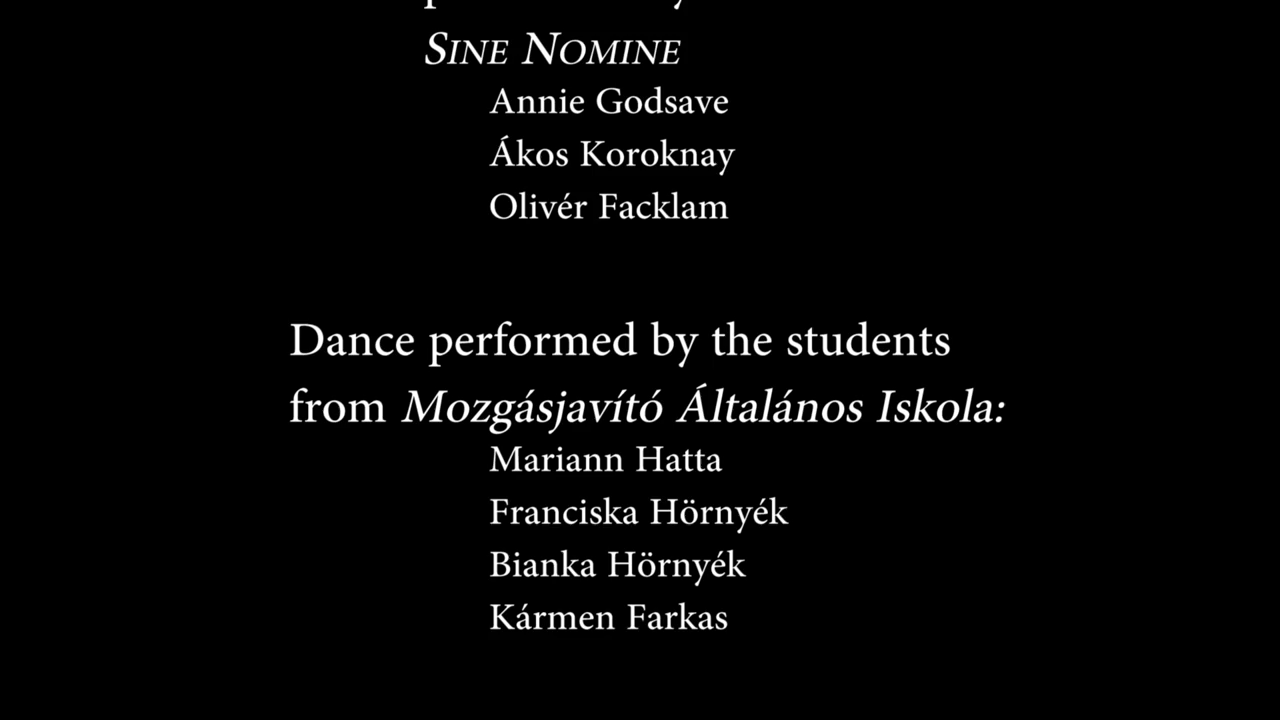 SINE NOMINE
Annie Godsave
Ákos Koroknay
Olivér Facklam
Dance performed by the students
from Mozgásjavító Általános Iskola:
Mariann Hatta
Franciska Hörnyék
Bianka Hörnyék
Kármen Farkas